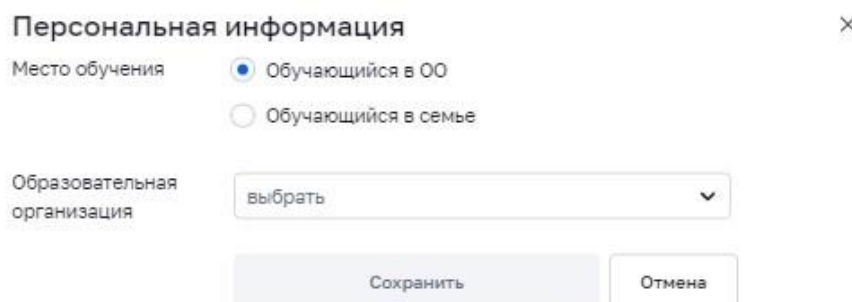 Персональная информация
Место обучения
Обучающийся в ОО
Обучающийся в семье
Образовательная
организация
выбрать
Сохранить
Отмена